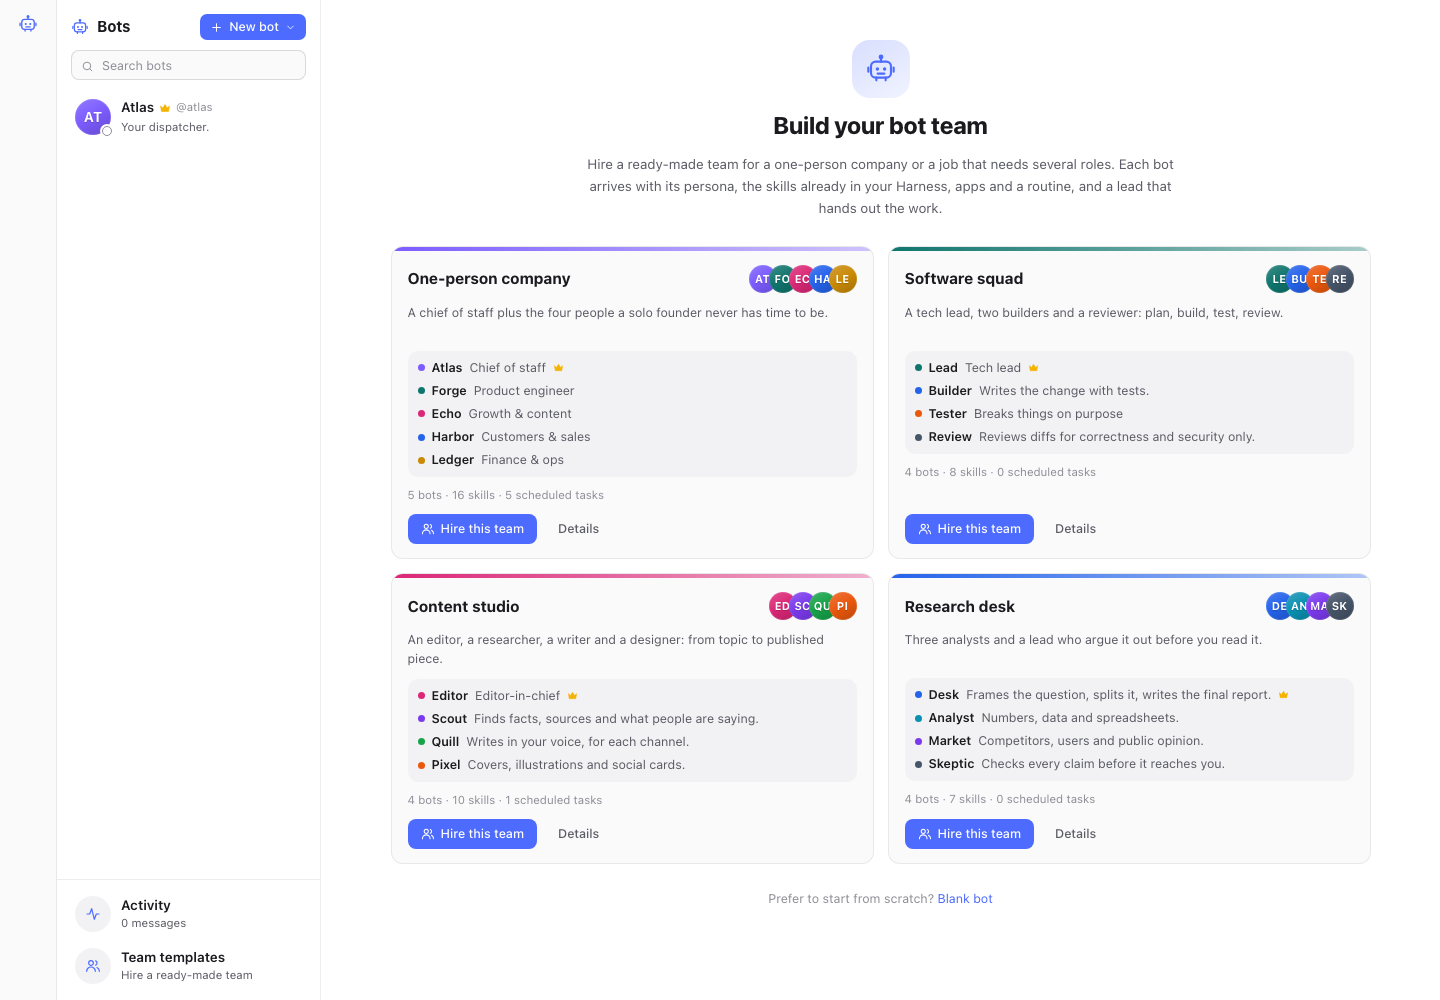 Bots
New bot
Search bots
AT
Atlas @atlas
Your dispatcher.
Activity
0 messages
Team templates
Hire a ready-made team
Build your bot team
Hire a ready-made team for a one-person company or a job that needs several roles. Each bot
arrives with its persona, the skills already in your Harness, apps and a routine, and a lead that
hands out the work.
One-person company
AT FO EC HA LE
A chief of staff plus the four people a solo founder never has time to be.
Atlas Chief of staff
Forge Product engineer
Echo Growth & content
Harbor Customers & sales
Ledger Finance & ops
5 bots · 16 skills · 5 scheduled tasks
Hire this team Details
Software squad
LE BU TE RE
A tech lead, two builders and a reviewer: plan, build, test, review.
Lead Tech lead
Builder Writes the change with tests.
Tester Breaks things on purpose
Review Reviews diffs for correctness and security only.
4 bots · 8 skills · 0 scheduled tasks
Hire this team Details
Content studio
ED SC QU PI
An editor, a researcher, a writer and a designer: from topic to published
piece.
Editor Editor-in-chief
Scout Finds facts, sources and what people are saying.
Quill Writes in your voice, for each channel.
Pixel Covers, illustrations and social cards.
4 bots · 10 skills · 1 scheduled tasks
Hire this team Details
Research desk
DE AN MA SK
Three analysts and a lead who argue it out before you read it.
Desk Frames the question, splits it, writes the final report.
Analyst Numbers, data and spreadsheets.
Market Competitors, users and public opinion.
Skeptic Checks every claim before it reaches you.
4 bots · 7 skills · 0 scheduled tasks
Hire this team Details
Prefer to start from scratch? Blank bot